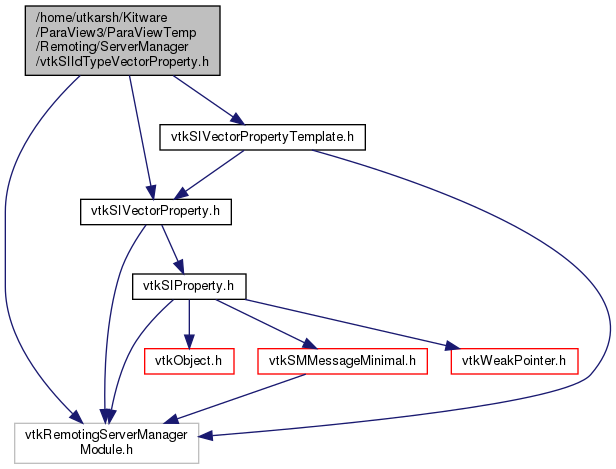 /home/utkarsh/Kitware
/ParaView3/ParaViewTemp
/Remoting/ServerManager
/vtkSIIdTypeVectorProperty.h
vtkSIVectorPropertyTemplate.h
vtkSIVectorProperty.h
vtkSIProperty.h
vtkObject.h
vtkSMMessageMinimal.h
vtkWeakPointer.h
vtkRemotingServerManager
Module.h